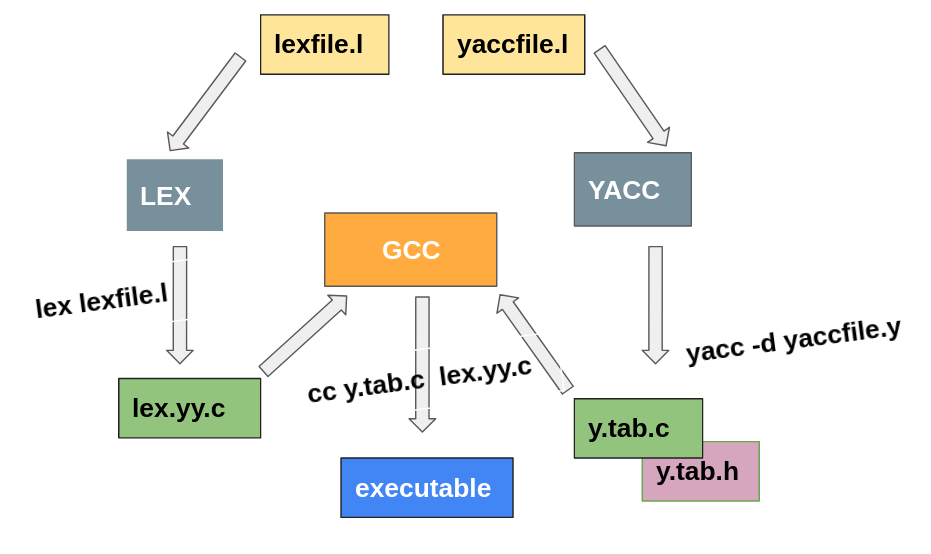 lexfile.l
yaccfile.l
LEX
YACC
GCC
lex lexfile.l
yacc -d yaccfile.y
cc y.tab.c lex.yy.c
lex.yy.c
y.tab.c
y.tab.h
executable